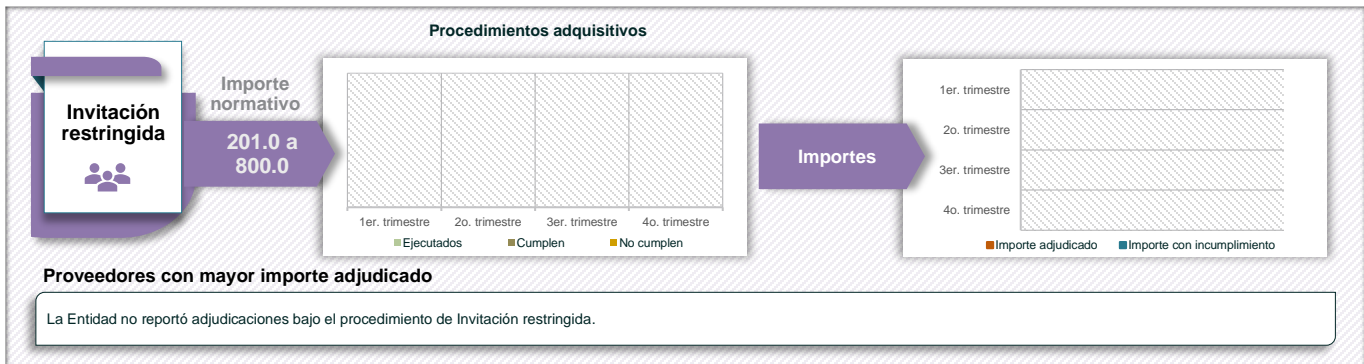 Procedimientos adquisitivos
Invitación
restringida
Importe
normativo
201.0 a
800.0
1er. trimestre
2o. trimestre
3er. trimestre
4o. trimestre
Ejecutados
Cumplen
No cumplen
Importes
1er. trimestre
2o. trimestre
3er. trimestre
4o. trimestre
Importe adjudicado
Importe con incumplimiento
Proveedores con mayor importe adjudicado
La Entidad no reportó adjudicaciones bajo el procedimiento de Invitación restringida.